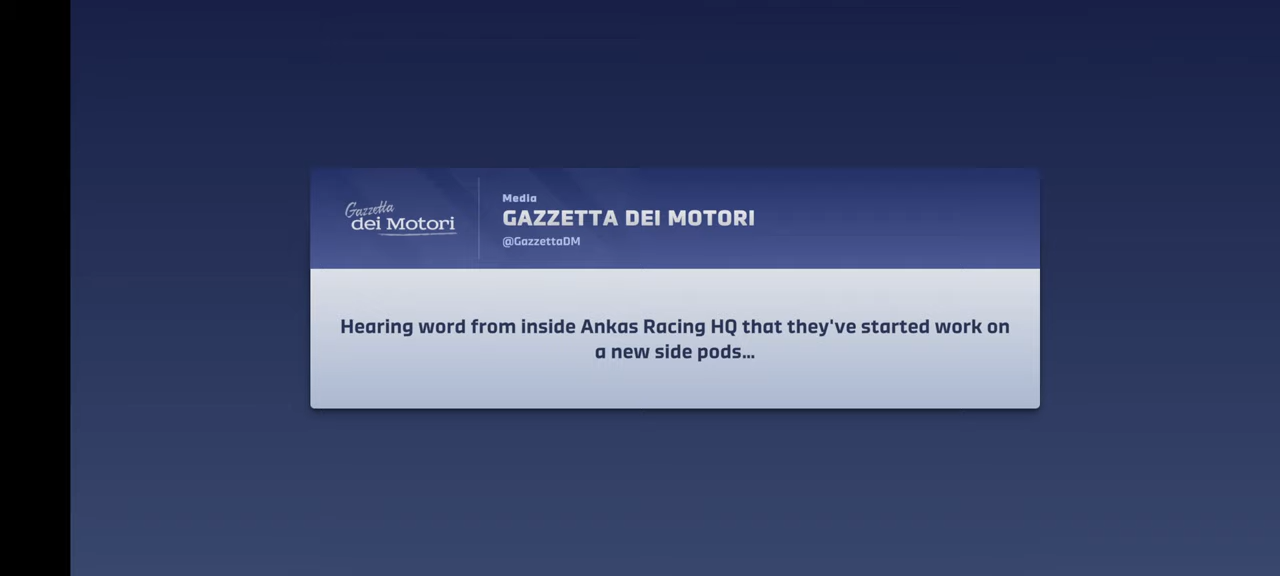 Gazzetta
dei Motori
Media
GAZZETTA DEI MOTORI
@GazzettaDM
Hearing word from inside Ankas Racing HQ that they've started work on
a new side pods...